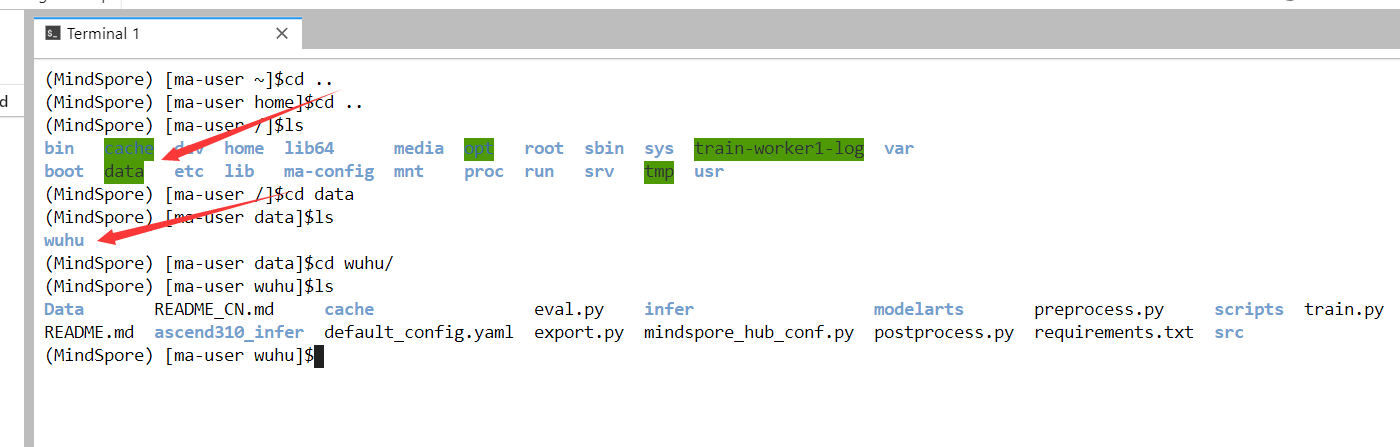 Terminal 1
d
(MindSpore) [ma-user ~]$cd ..
(MindSpore) [ma-user home]$cd ..
(MindSpore) [ma-user /]$ls
bin cache dev home lib64 media opt root sbin sys train-worker1-log var
boot data etc lib ma-config mnt proc run srv tmp usr
(MindSpore) [ma-user /]$cd data
(MindSpore) [ma-user data]$ls
wuhu
(MindSpore) [ma-user data]$cd wuhu/
(MindSpore) [ma-user wuhu]$ls
Data README_CN.md cache eval.py infer modelarts preprocess.py scripts train.py
README.md ascend310_infer default_config.yaml export.py mindspore_hub_conf.py postprocess.py requirements.txt src
(MindSpore) [ma-user wuhu]$